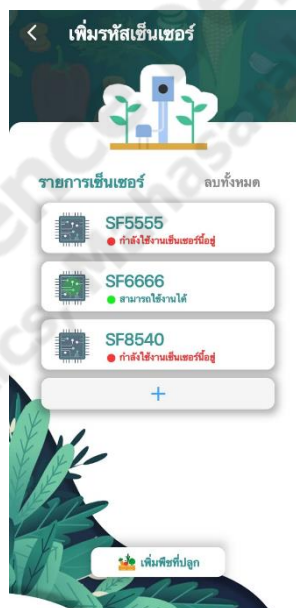 เพิ่มรหัสเซ็นเซอร์
รายการเซ็นเซอร์ ลบทั้งหมด
SF5555
กำลังใช้งานเซ็นเซอร์นี้อยู่
SF6666
สามารถใช้งานได้
SF8540
กำลังใช้งานเซ็นเซอร์นี้อยู่
+
เพิ่มพืชที่ปลูก